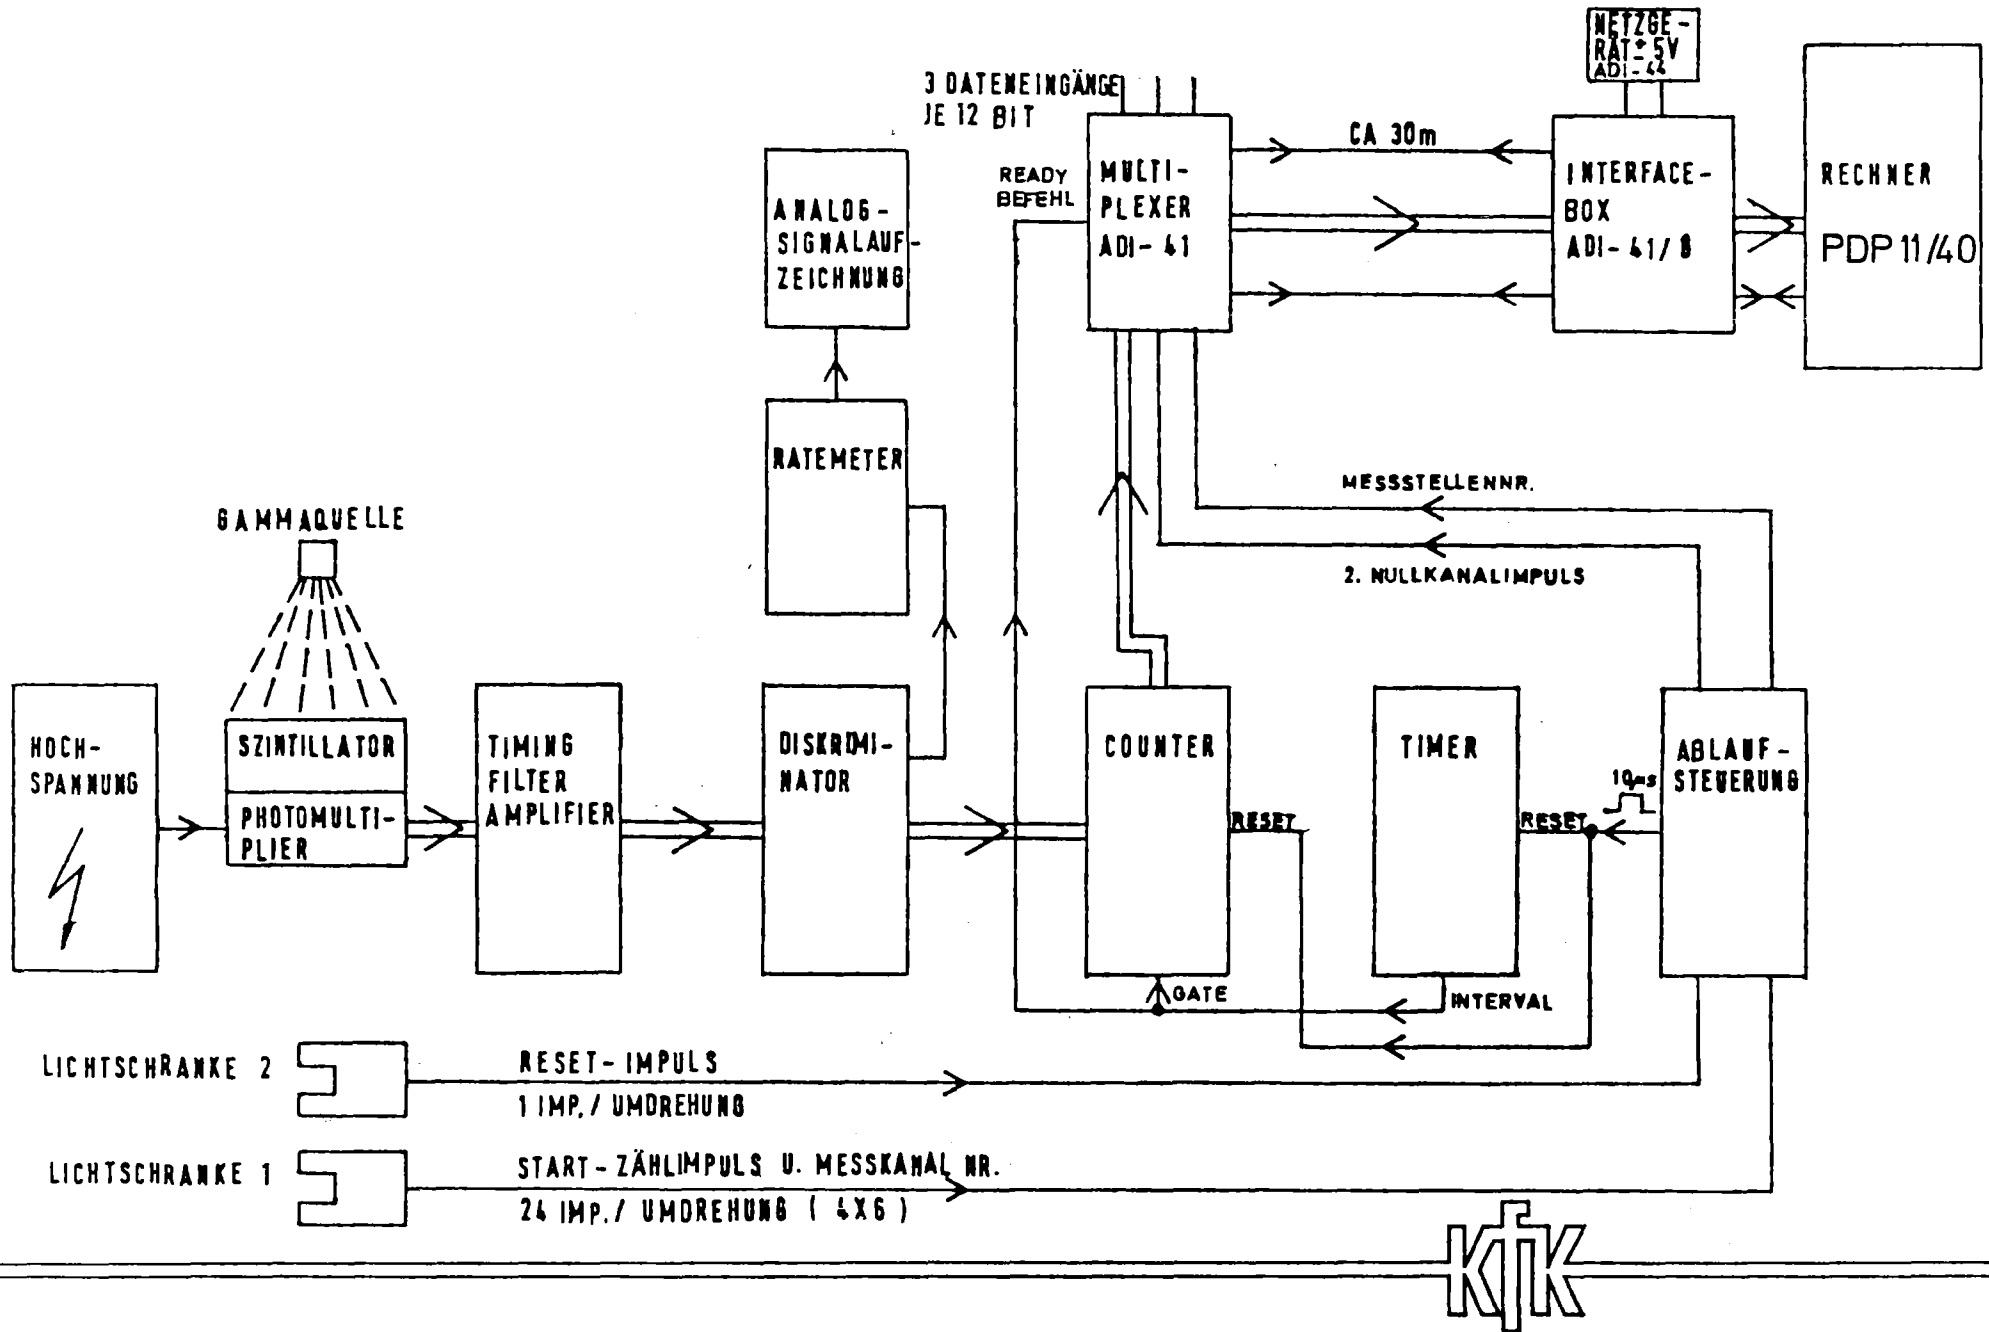 NETZGE-
RÄT ± 5V
ADI-44
3 DATENEINGÄNGE
JE 12 BIT
CA 30m
READY
BEFEHL
MULTI-
PLEXER
ADI-41
INTERFACE-
BOX
ADI-41/8
RECHNER
PDP 11/40
ANALOG-
SIGNALAUF-
ZEICHNUNG
RATEMETER
MESSSTELLENNR.
2. NULLKANALIMPULS
GAMMAQUELLE
HOCH-
SPANNUNG
SZINTILLATOR
PHOTOMULTI-
PLIER
TIMING
FILTER
AMPLIFIER
DISKRIMI-
NATOR
COUNTER
RESET
TIMER
RESET
10µs
ABLAUF-
STEUERUNG
GATE
INTERVAL
LICHTSCHRANKE 2
RESET-IMPULS
1 IMP. / UMDREHUNG
LICHTSCHRANKE 1
START-ZÄHLIMPULS U. MESSKANAL NR.
24 IMP. / UMDREHUNG ( 4X6 )
KfK